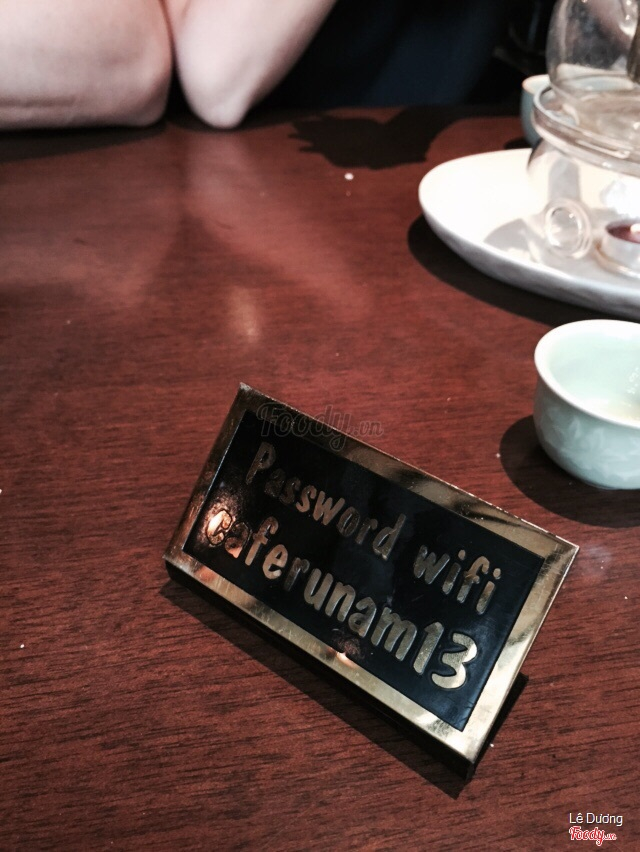 Foody.vn
Password wifi
caferunam13
Lê Dương
Foody.vn